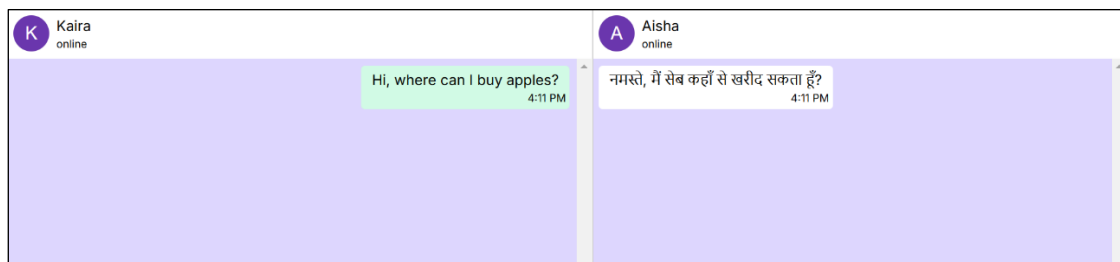 K
Kaira
online
Hi, where can I buy apples?
4:11 PM
A
Aisha
online
नमस्ते, मैं सेब कहाँ से खरीद सकता हूँ?
4:11 PM